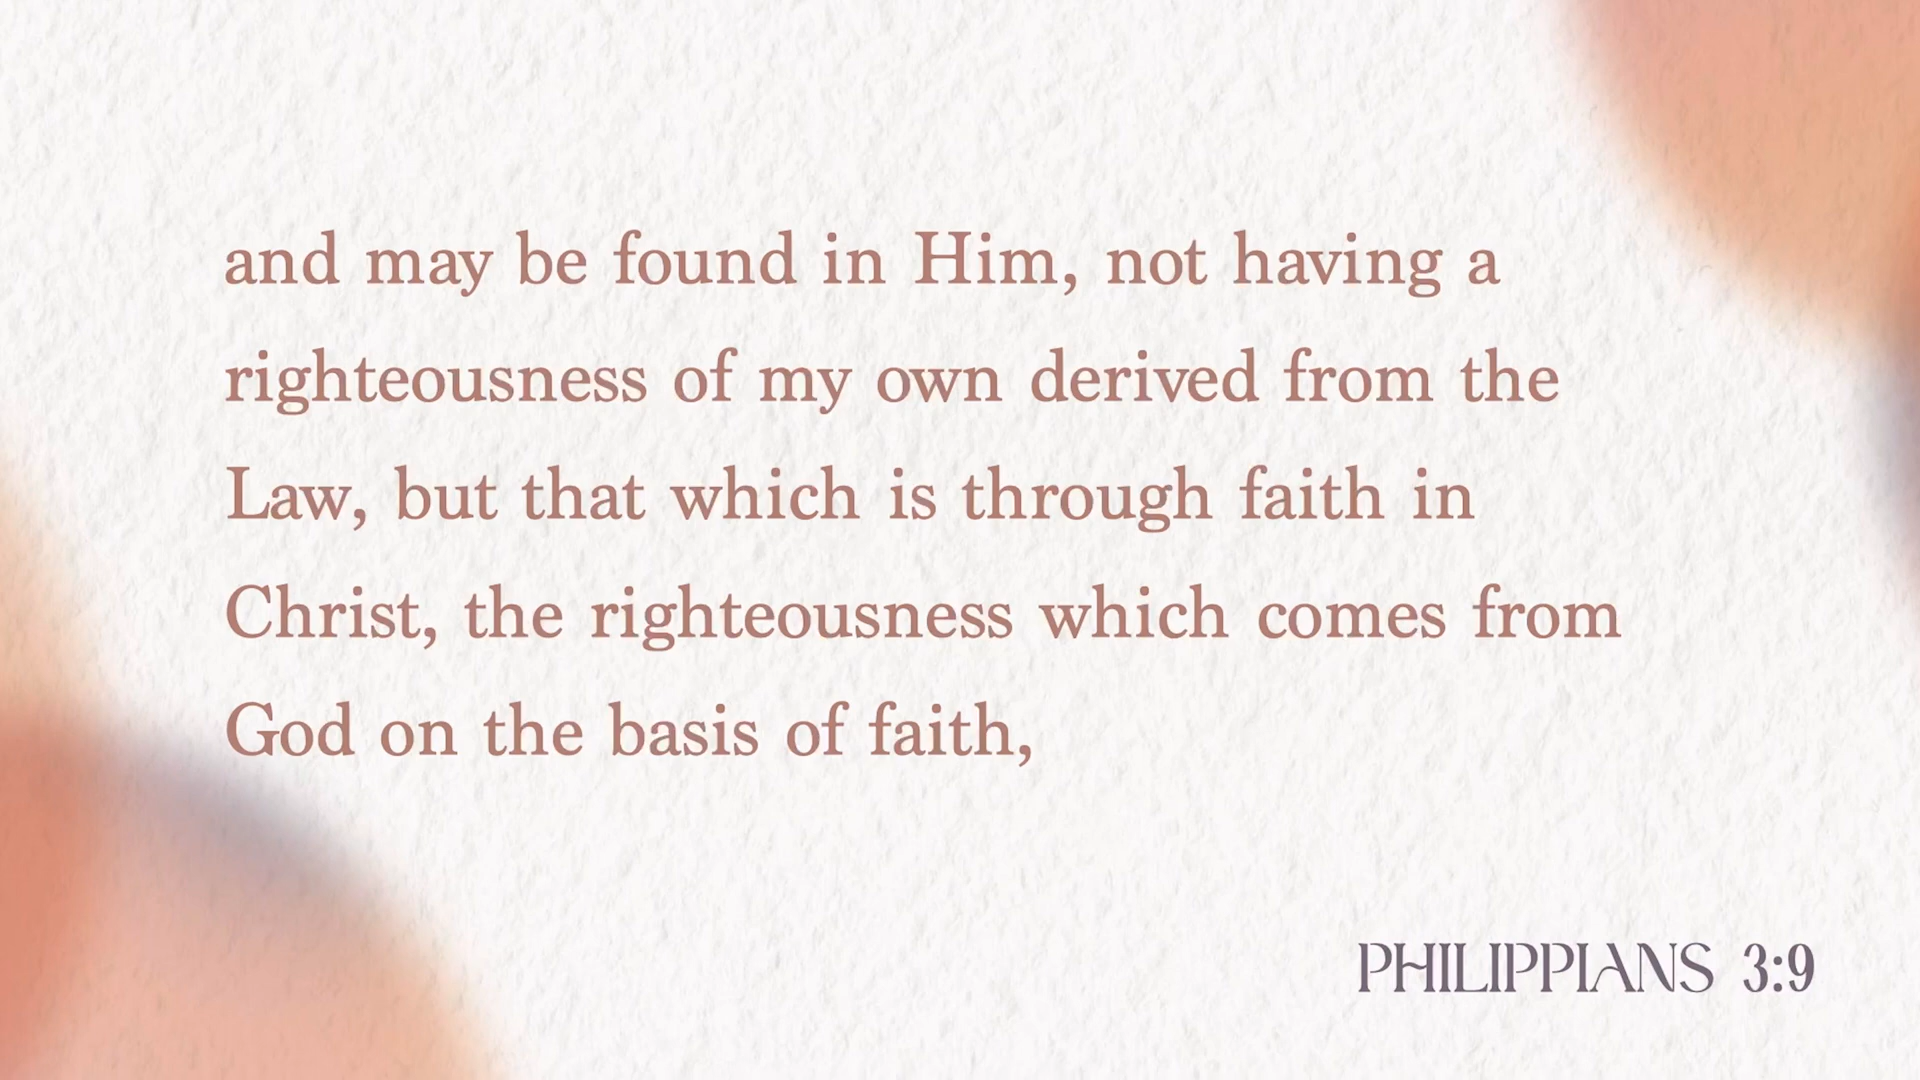 and may be found in Him, not having a
righteousness of my own derived from the
Law, but that which is through faith in
Christ, the righteousness which comes from
God on the basis of faith,
PHILIPPIANS 3:9